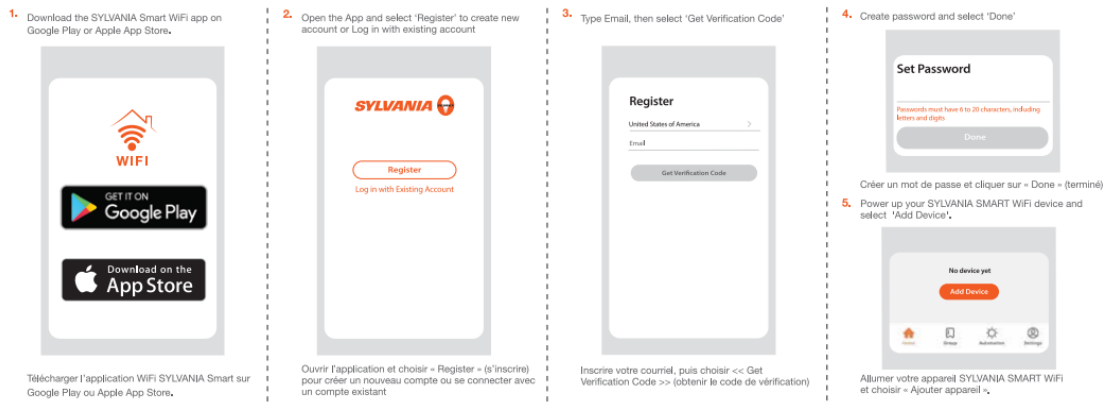 1. Download the SYLVANIA Smart WiFi app on
Google Play or Apple App Store.
WIFI
GET IT ON
Google Play
Download on the
App Store
Télécharger l'application WiFi SYLVANIA Smart sur
Google Play ou Apple App Store.
2. Open the App and select 'Register' to create new
account or Log in with existing account
SYLVANIA
Register
Log in with Existing Account
Ouvrir l'application et choisir « Register » (s'inscrire)
pour créer un nouveau compte ou se connecter avec
un compte existant
3. Type Email, then select 'Get Verification Code'
Register
United States of America >
Email
Get Verification Code
Inscrire votre courriel, puis choisir << Get
Verification Code >> (obtenir le code de vérification)
4. Create password and select 'Done'
Set Password
Passwords must have 6 to 20 characters, including
letters and digits
Done
Créer un mot de passe et cliquer sur « Done » (terminé)
5. Power up your SYLVANIA SMART WiFi device and
select 'Add Device'.
No device yet
Add Device
Home Group Automation Settings
Allumer votre appareil SYLVANIA SMART WiFi
et choisir « Ajouter appareil ».